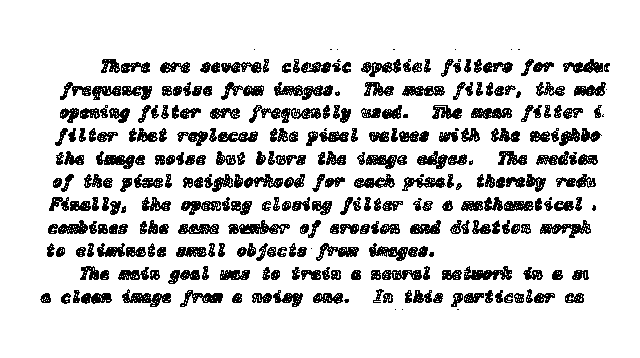 There are several classic spatial filters for reduc
frequency noise from images. The mean filter, the med
opening filter are frequently used. The mean filter i
filter that replaces the pixel values with the neighbo
the image noise but blurs the image edges. The median
of the pixel neighborhood for each pixel, thereby redu
Finally, the opening closing filter is a mathematical
combines the same number of erosion and dilation morph
to eliminate small objects from images.
The main goal was to train a neural network in a su
a clean image from a noisy one. In this particular ca